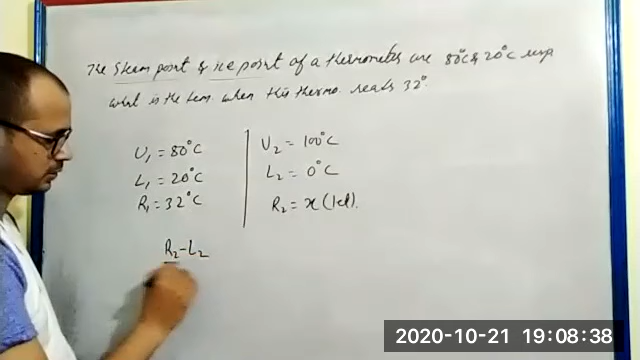 The Steam point & ice point of a thermometer are 80°C & 20°C resp
what is the tem when this thermo. reads 32°.
U₁ = 80°C
L₁ = 20°C
R₁ = 32°C
U₂ = 100°C
L₂ = 0°C
R₂ = x (let).
R₂-L₂
2020-10-21 19:08:38